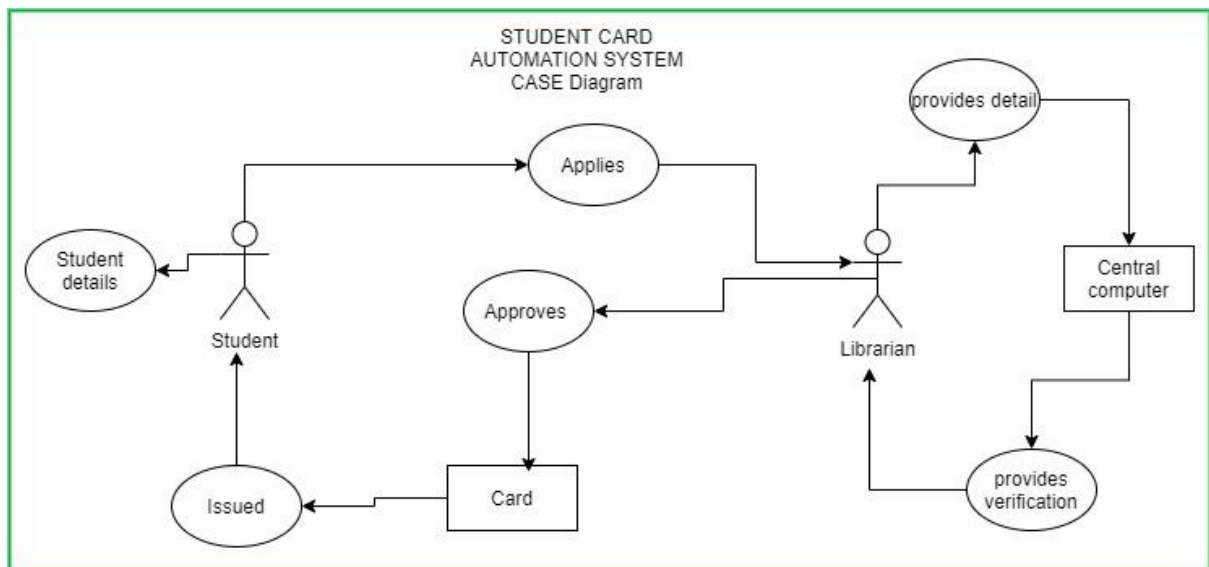 STUDENT CARD
AUTOMATION SYSTEM
CASE Diagram
provides detail
Applies
Student
details
Central
computer
Approves
Student
Librarian
Issued
Card
provides
verification